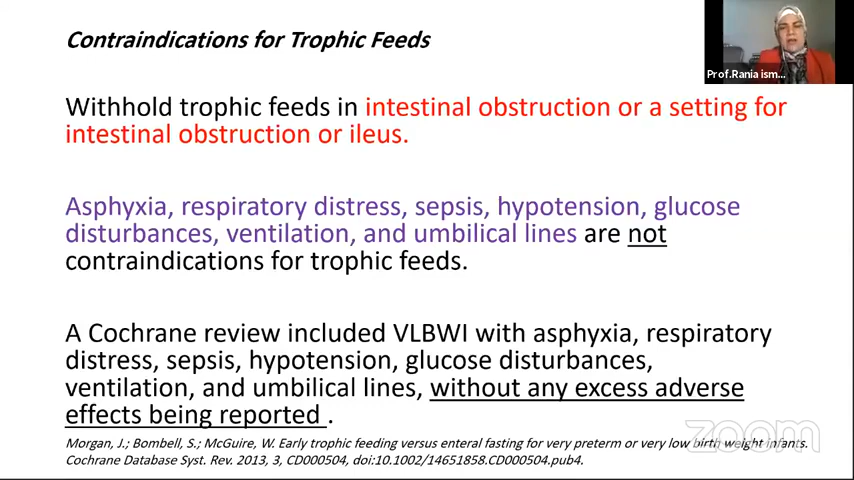 Contraindications for Trophic Feeds
Prof.Rania ism...
Withhold trophic feeds in intestinal obstruction or a setting for
intestinal obstruction or ileus.
Asphyxia, respiratory distress, sepsis, hypotension, glucose
disturbances, ventilation, and umbilical lines are not
contraindications for trophic feeds.
A Cochrane review included VLBWI with asphyxia, respiratory
distress, sepsis, hypotension, glucose disturbances,
ventilation, and umbilical lines, without any excess adverse
effects being reported .
zoom
Morgan, J.; Bombell, S.; McGuire, W. Early trophic feeding versus enteral fasting for very preterm or very low birth weight infants.
Cochrane Database Syst. Rev. 2013, 3, CD000504, doi:10.1002/14651858.CD000504.pub4.